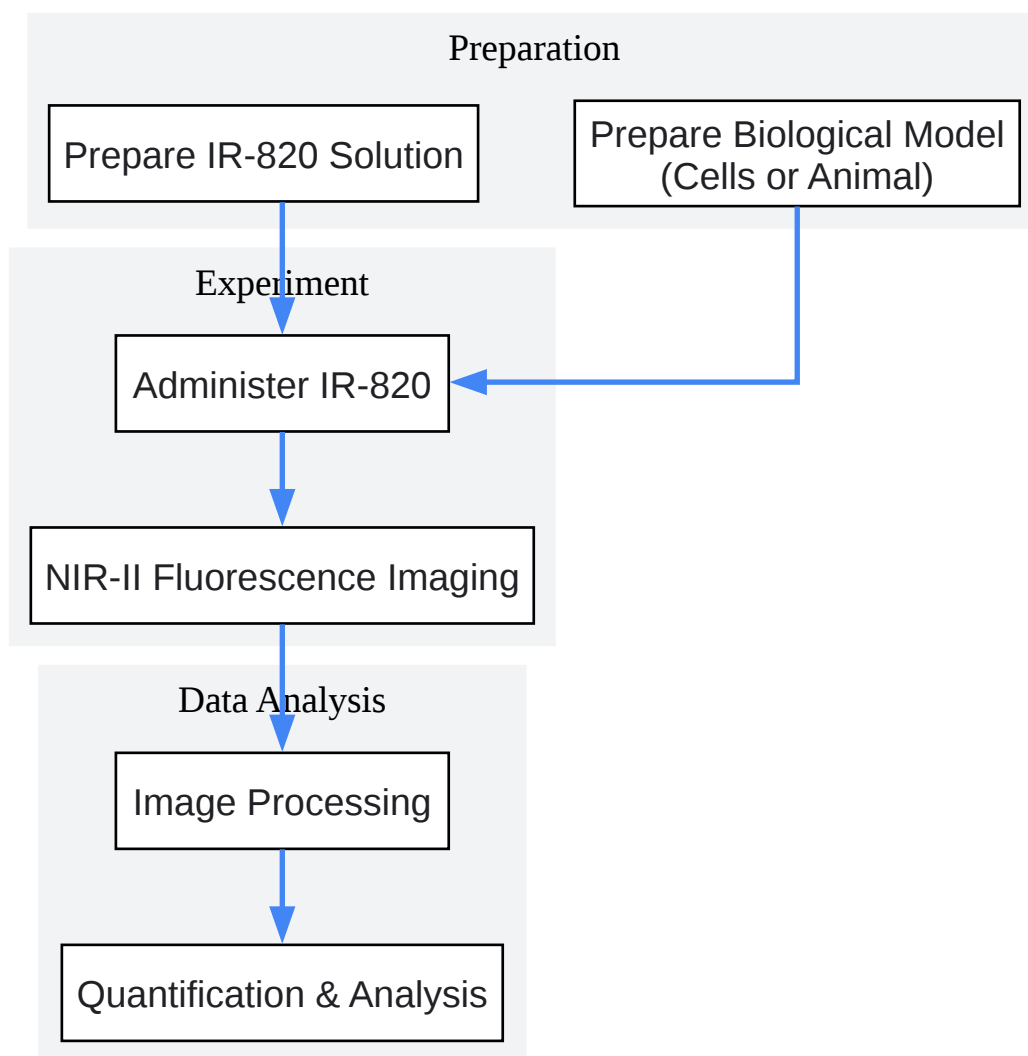 Preparation
Prepare IR-820 Solution
Prepare Biological Model
(Cells or Animal)
Experiment
Administer IR-820
NIR-II Fluorescence Imaging
Data Analysis
Image Processing
Quantification & Analysis